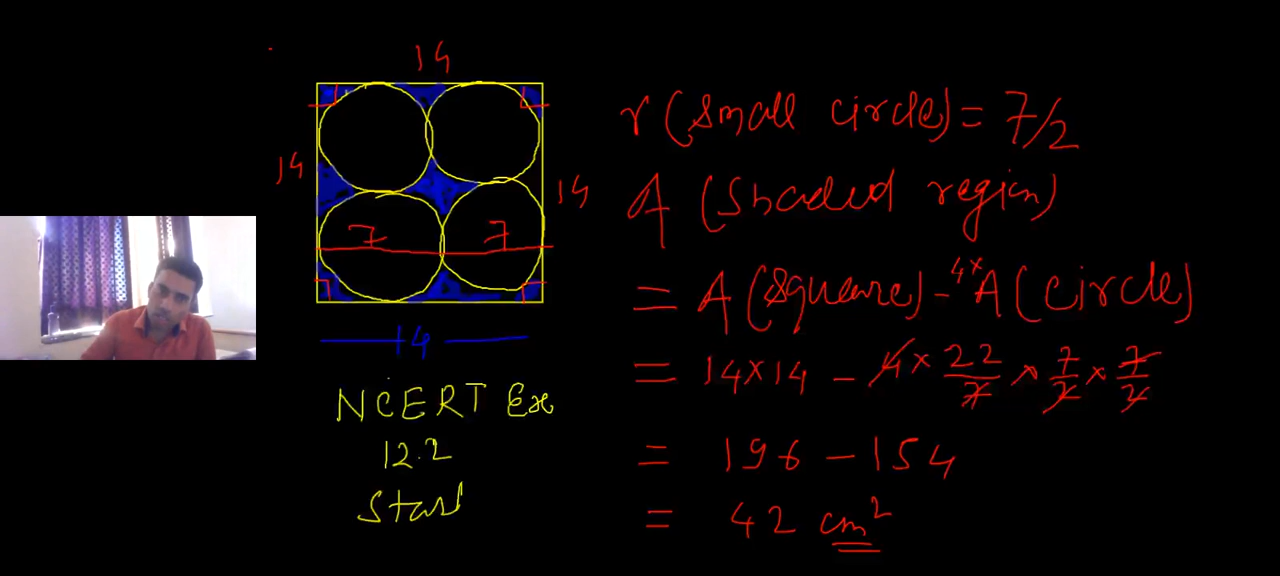 14
14
14
7 7
14
NCERT Ex
12.2
Start
r (small circle) = 7/2
A (Shaded region)
= A (square) - 4× A (circle)
= 14×14 - 4 × 22/7 × 7/2 × 7/2
= 196 - 154
= 42 cm²